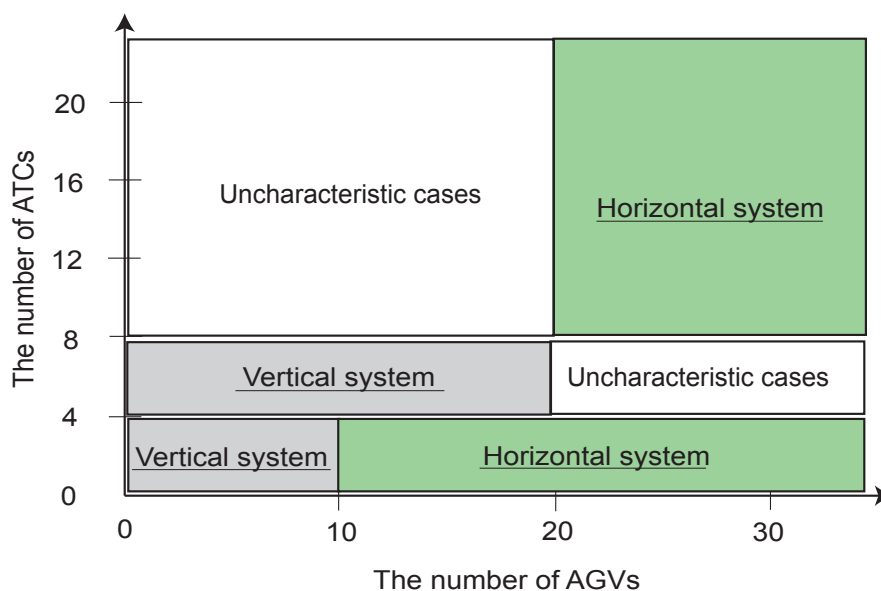 20
16
12
8
4
0
The number of ATCs
Uncharacteristic cases
Horizontal system
Vertical system
Uncharacteristic cases
Vertical system
Horizontal system
0
10
20
30
The number of AGVs